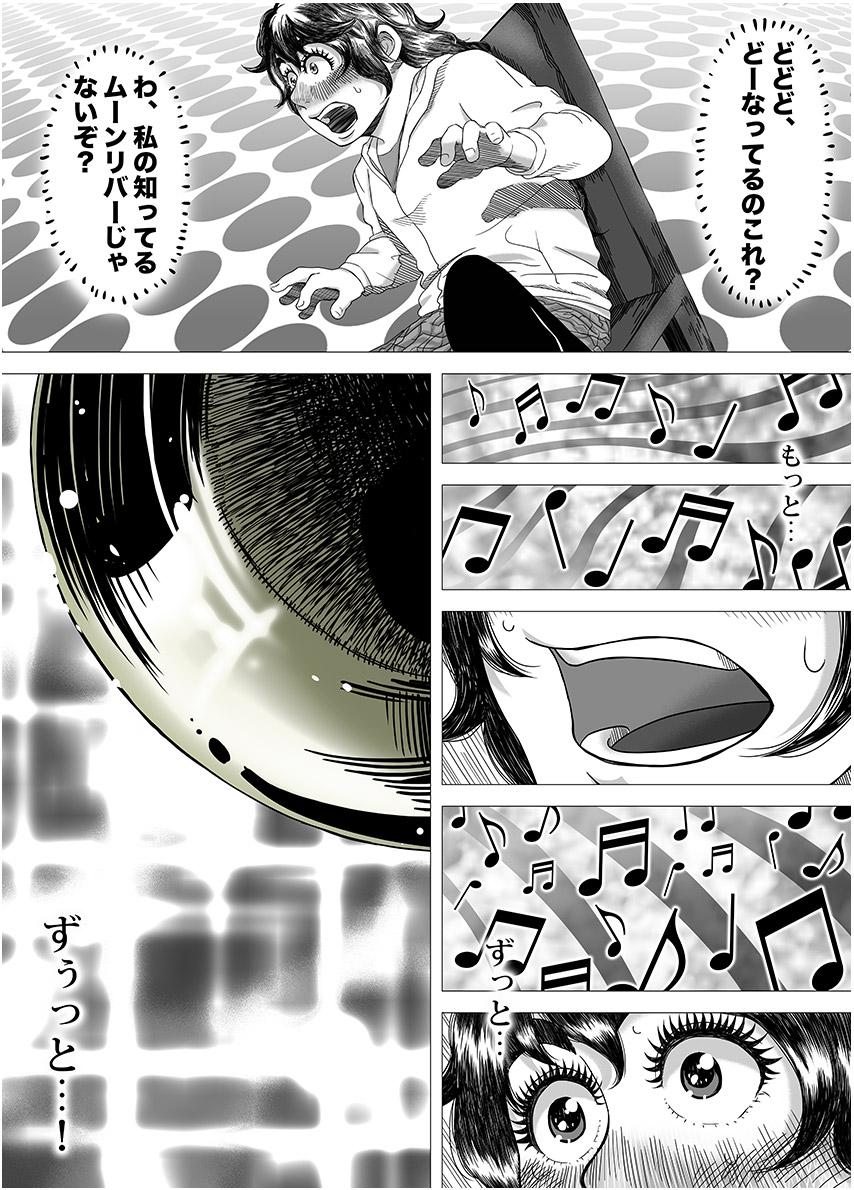 どどど、
どーなってるのこれ？
わ、私の知ってる
ムーンリバーじゃ
ないぞ？
もっと…
ずっと…
ずぅっと…！